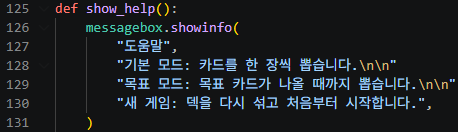 125 def show_help():
126     messagebox.showinfo(
127         "도움말",
128         "기본 모드: 카드를 한 장씩 뽑습니다.\n\n"
129         "목표 모드: 목표 카드가 나올 때까지 뽑습니다.\n\n"
130         "새 게임: 덱을 다시 섞고 처음부터 시작합니다.",
131     )